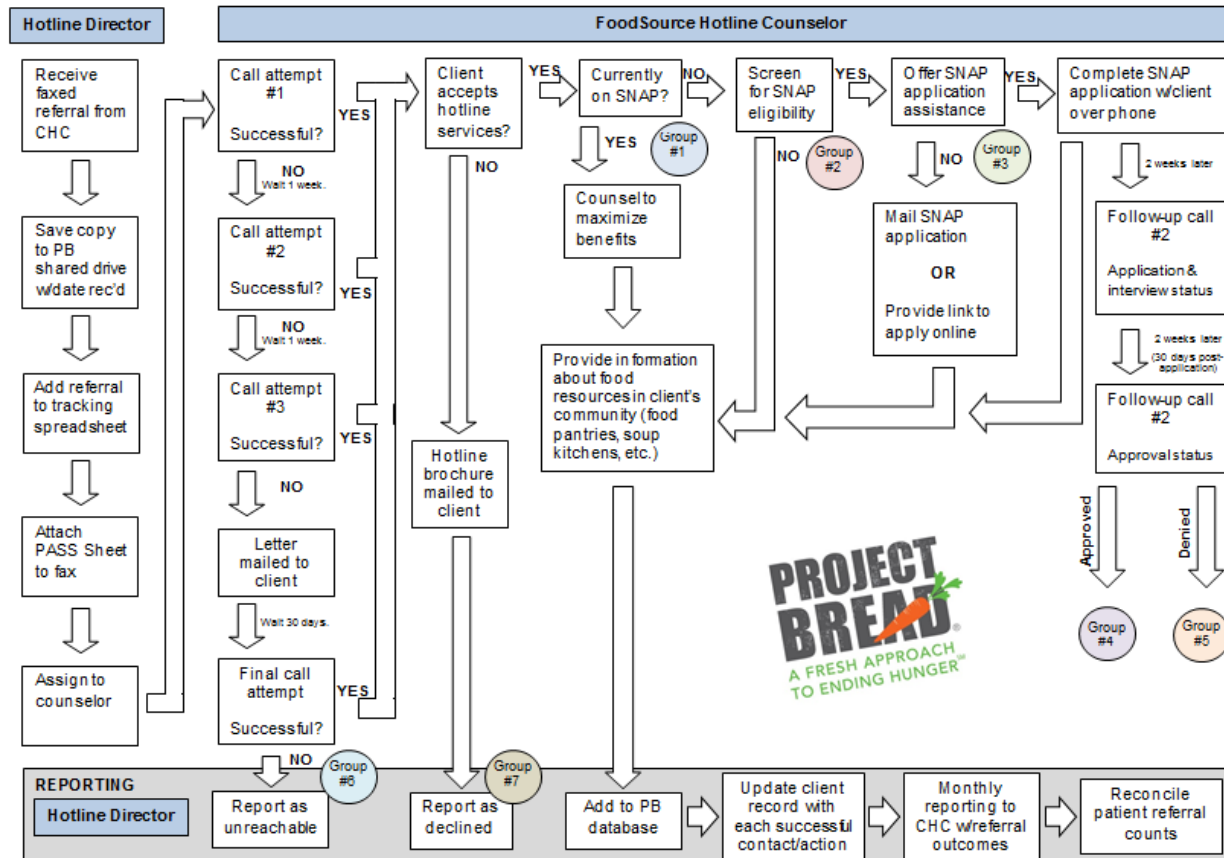 Hotline Director
FoodSource Hotline Counselor
Receive
faxed
referral from
CHC
Save copy
to PB
shared drive
w/date rec'd
Add referral
to tracking
spreadsheet
Attach
PASS Sheet
to fax
Assign to
counselor
Call attempt
#1
Successful?
YES
NO
Wait 1 week.
Call attempt
#2
Successful?
YES
NO
Wait 1 week.
Call attempt
#3
Successful?
YES
NO
Letter
mailed to
client
Wait 30 days.
Final call
attempt
Successful?
YES
NO
Group
#6
Client
accepts
hotline
services?
YES
NO
Hotline
brochure
mailed to
client
Group
#7
Currently
on SNAP?
NO
YES
Group
#1
Counsel to
maximize
benefits
Provide information
about food
resources in client's
community (food
pantries, soup
kitchens, etc.)
Screen
for SNAP
eligibility
YES
NO
Group
#2
Offer SNAP
application
assistance
YES
NO
Group
#3
Mail SNAP
application
OR
Provide link to
apply online
Complete SNAP
application w/client
over phone
2 weeks later
Follow-up call
#2
Application &
interview status
2 weeks later
(30 days post-
application)
Follow-up call
#2
Approval status
Approved
Denied
Group
#4
Group
#5
PROJECT
BREAD®
A FRESH APPROACH
TO ENDING HUNGER™
REPORTING
Hotline Director
Report as
unreachable
Report as
declined
Add to PB
database
Update client
record with
each successful
contact/action
Monthly
reporting to
CHC w/referral
outcomes
Reconcile
patient referral
counts